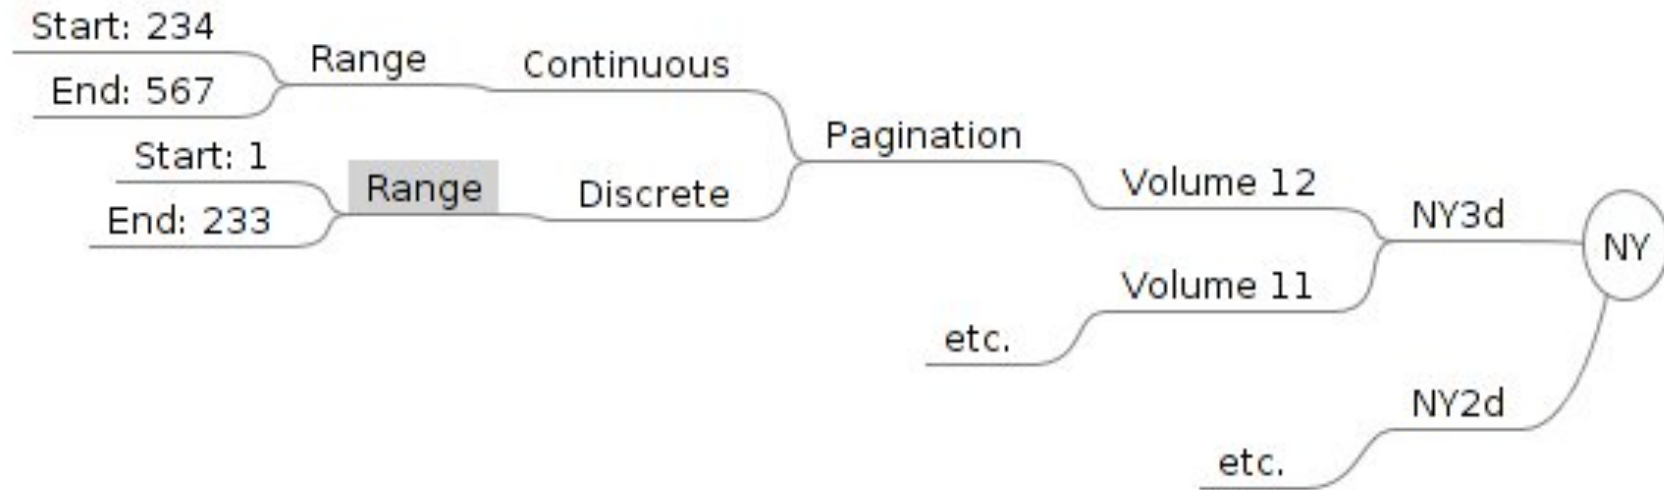 Start: 234
Range
Continuous
End: 567
Pagination
Start: 1
Range
Discrete
Volume 12
End: 233
NY3d
NY
Volume 11
etc.
NY2d
etc.